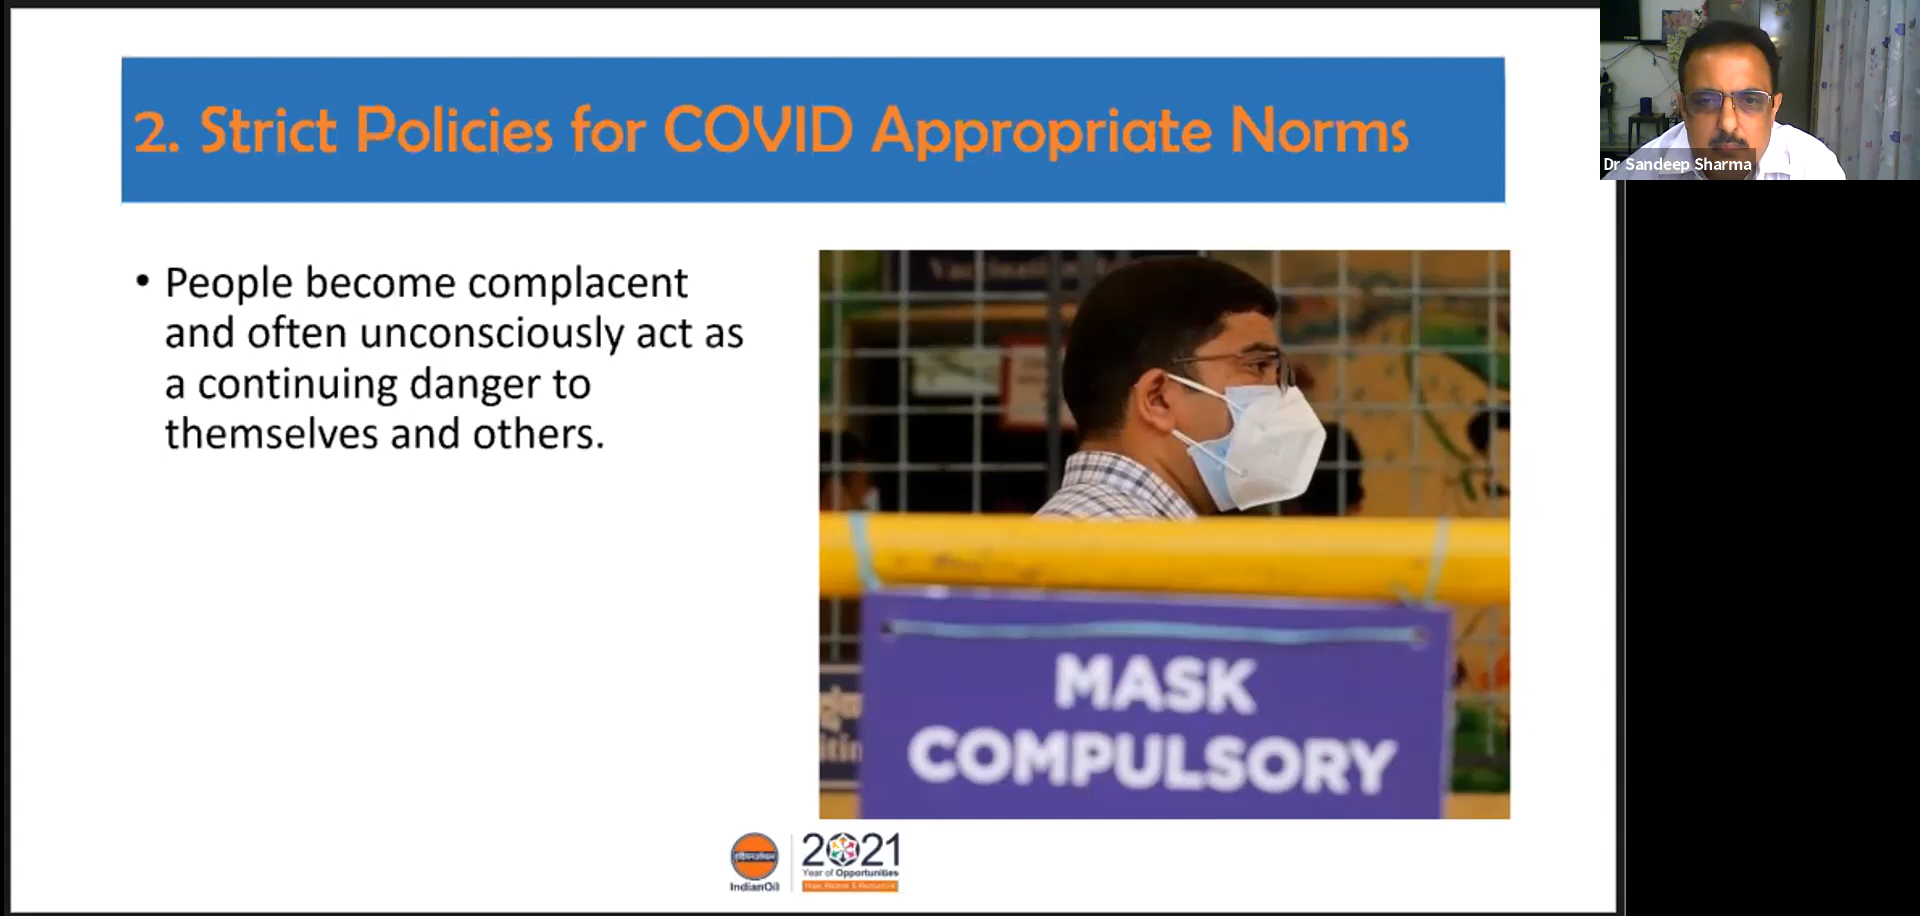 2. Strict Policies for COVID Appropriate Norms
• People become complacent
and often unconsciously act as
a continuing danger to
themselves and others.
MASK
COMPULSORY
IndianOil
2021
Year of Opportunities
Dr Sandeep Sharma